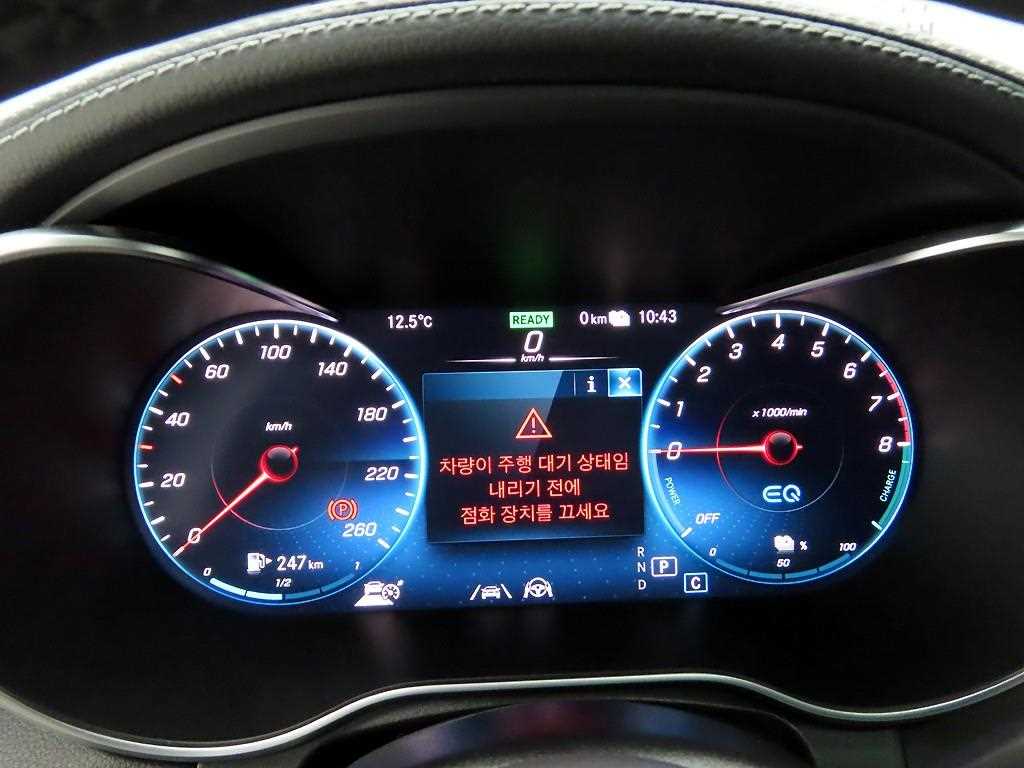 12.5°C
READY
0 km
10:43
0
km/h
0 20 40 60 100 140 180 220 260
km/h
P
247 km
0 1/2 1
i
차량이 주행 대기 상태임
내리기 전에
점화 장치를 끄세요
0 1 2 3 4 5 6 7 8
x 1000/min
EQ
POWER
OFF
CHARGE
%
0 50 100
R
N P
D C